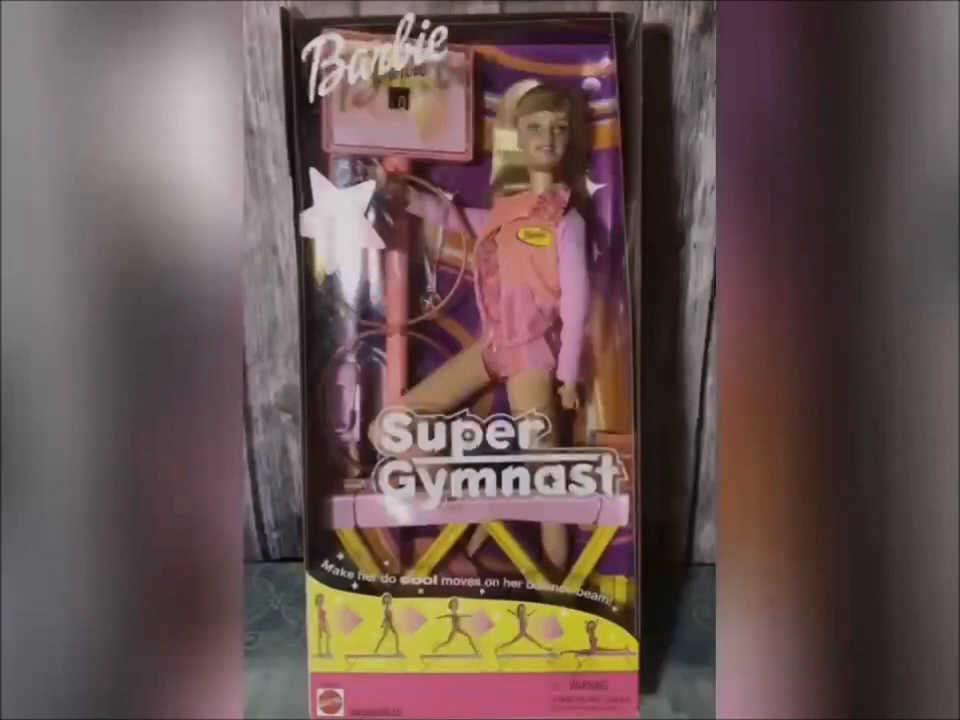 Barbie
Super
Gymnast
Make her do cool moves on her balance beam!
WARNING